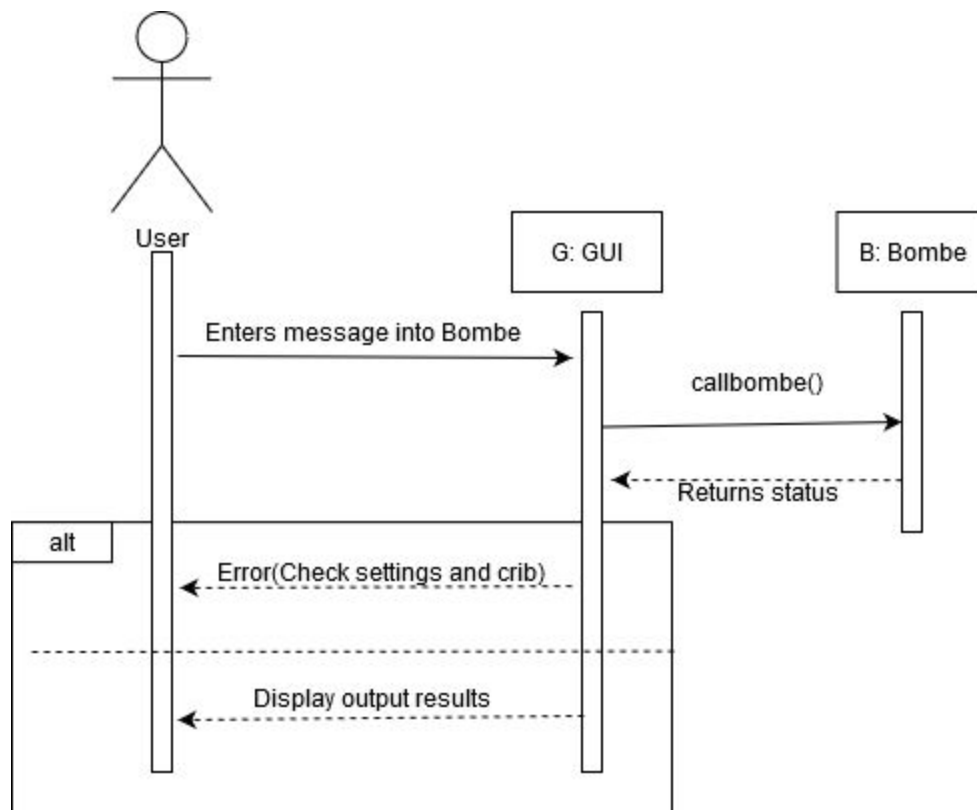 User
G: GUI
B: Bombe
Enters message into Bombe
callbombe()
Returns status
alt
Error(Check settings and crib)
Display output results